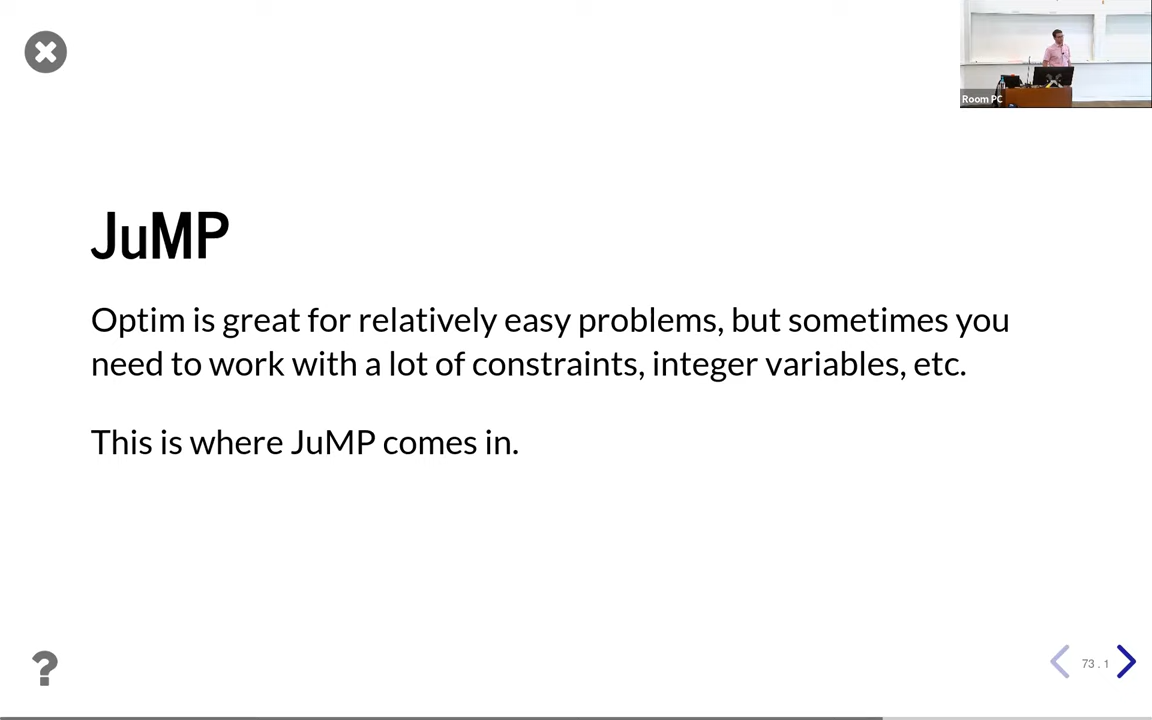 Room PC
JuMP
Optim is great for relatively easy problems, but sometimes you
need to work with a lot of constraints, integer variables, etc.
This is where JuMP comes in.
?
73 . 1